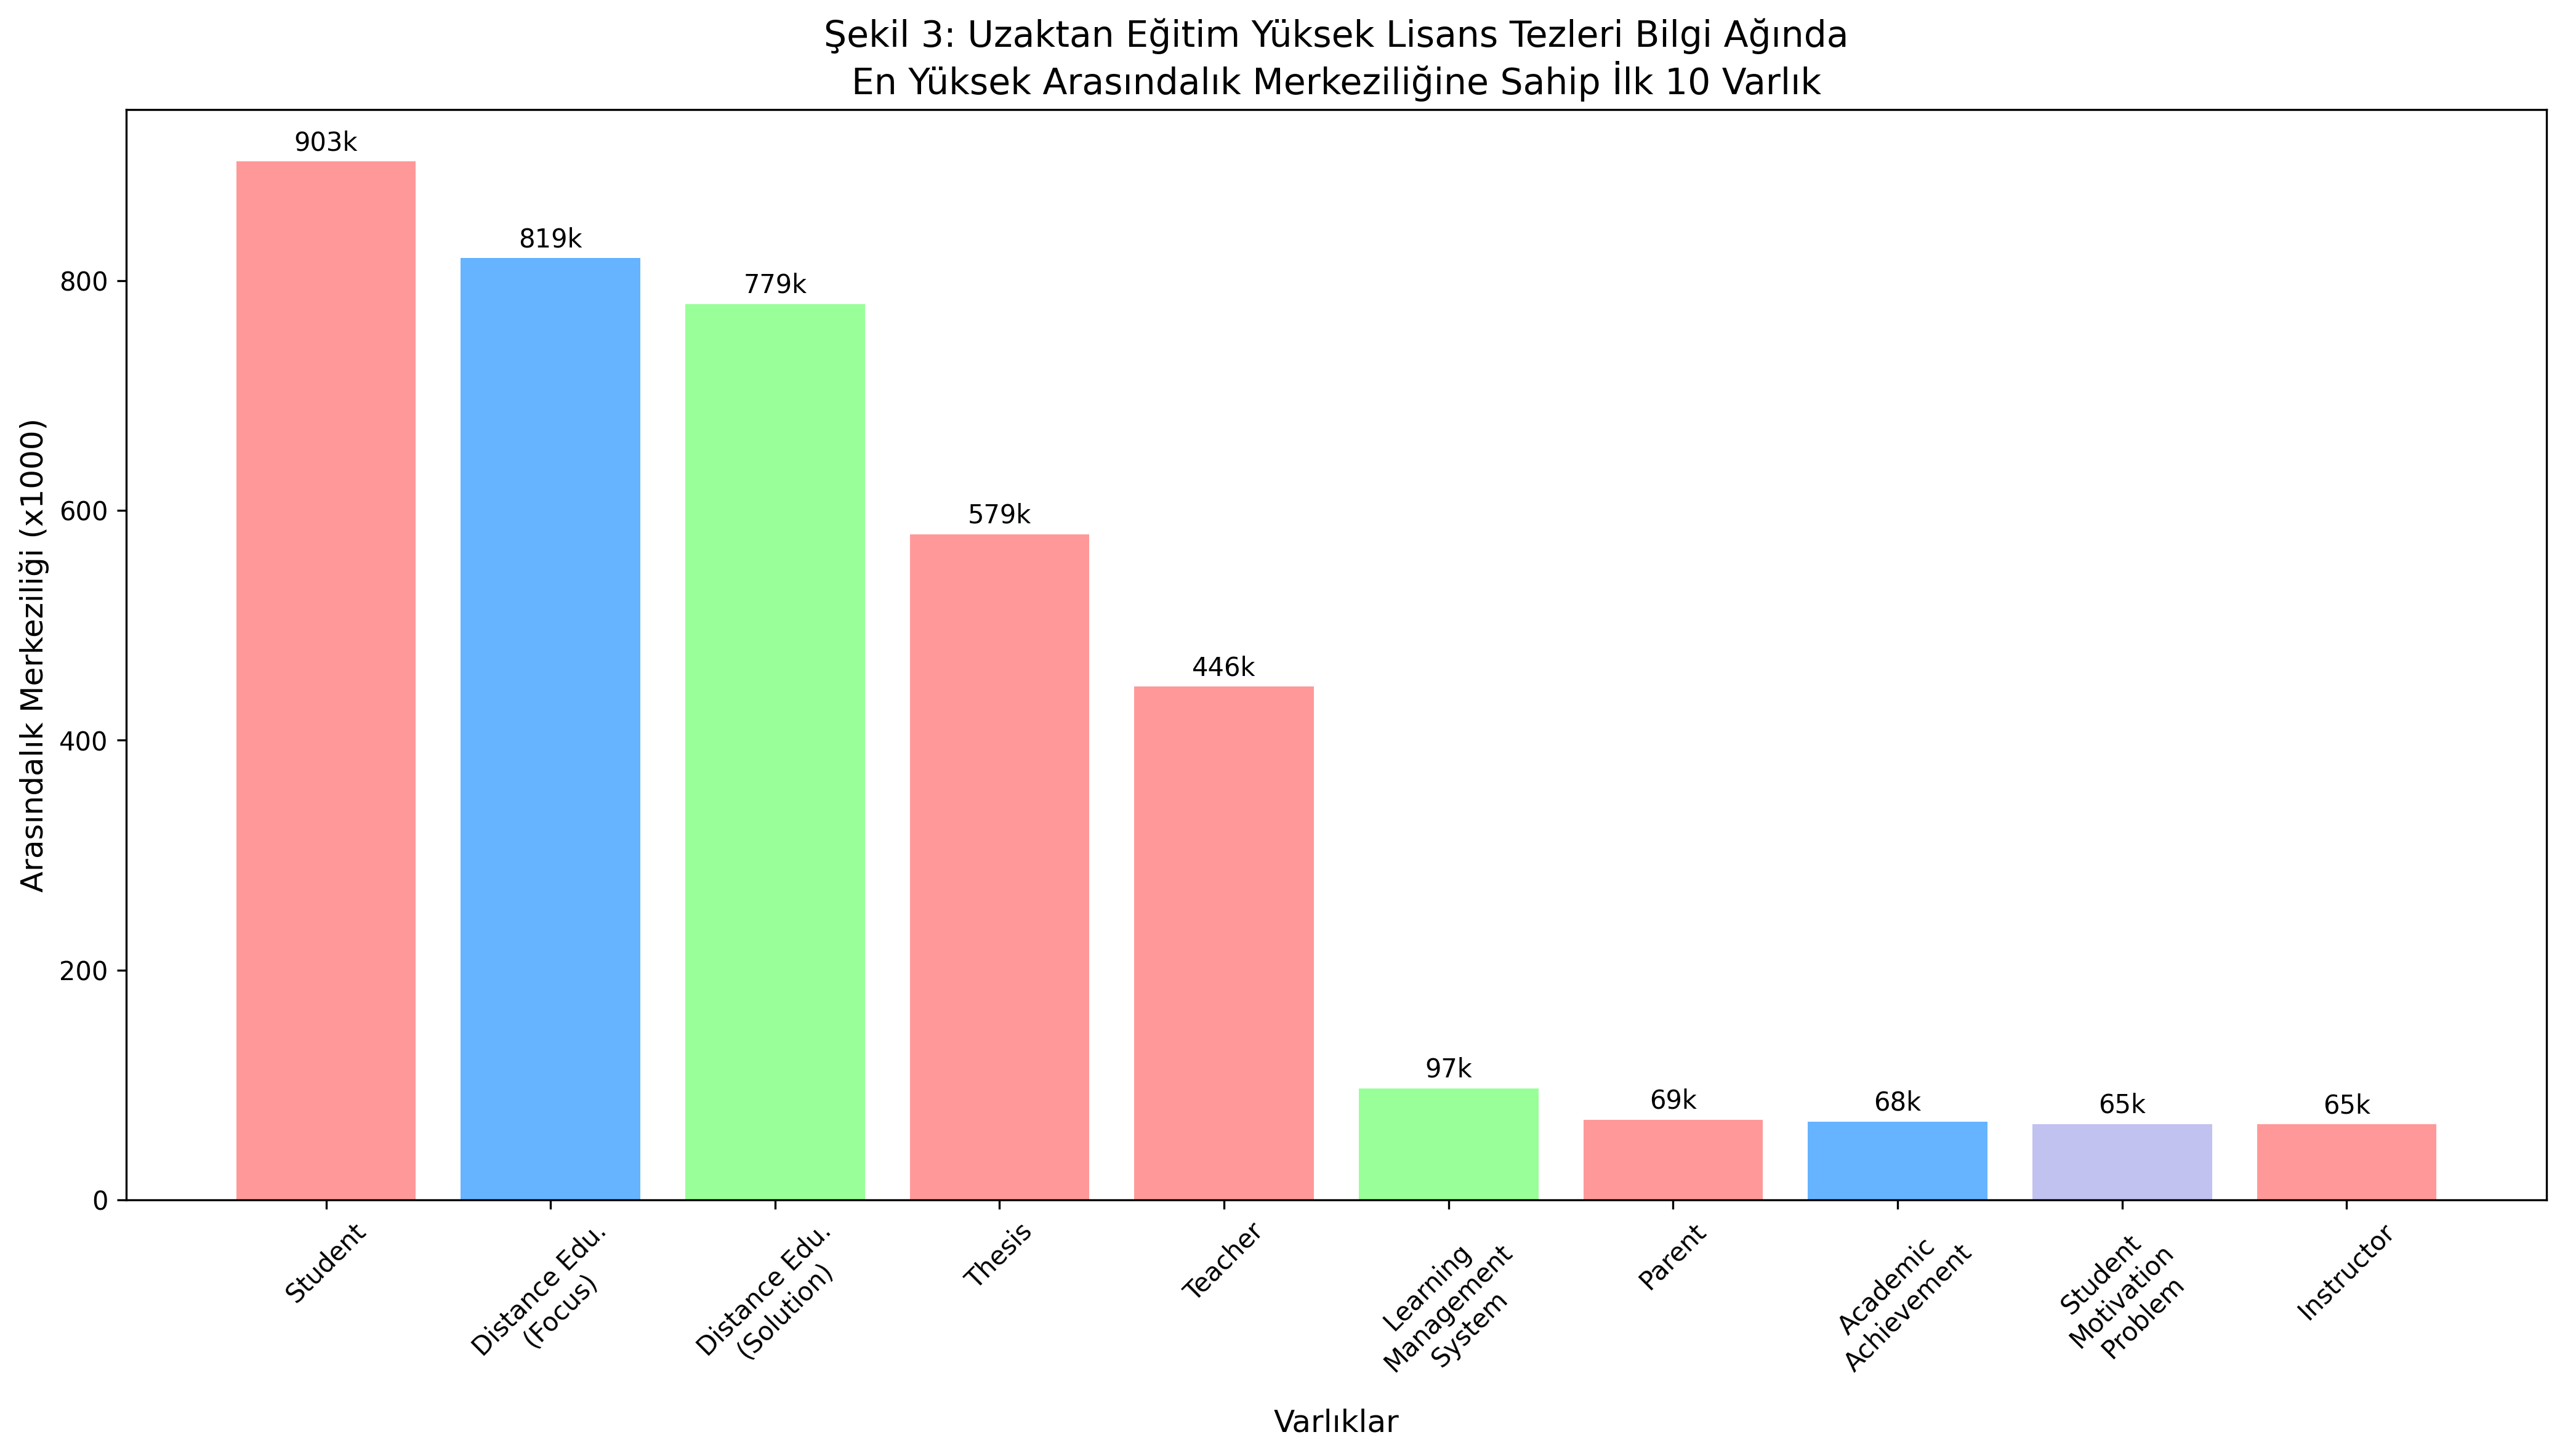 Şekil 3: Uzaktan Eğitim Yüksek Lisans Tezleri Bilgi Ağında
En Yüksek Arasındalık Merkeziliğine Sahip İlk 10 Varlık
Arasındalık Merkeziliği (x1000)
800
600
400
200
0
903k
819k
779k
579k
446k
97k
69k
68k
65k
65k
Student
Distance Edu.
(Focus)
Distance Edu.
(Solution)
Thesis
Teacher
Learning
Management
System
Parent
Academic
Achievement
Student
Motivation
Problem
Instructor
Varlıklar